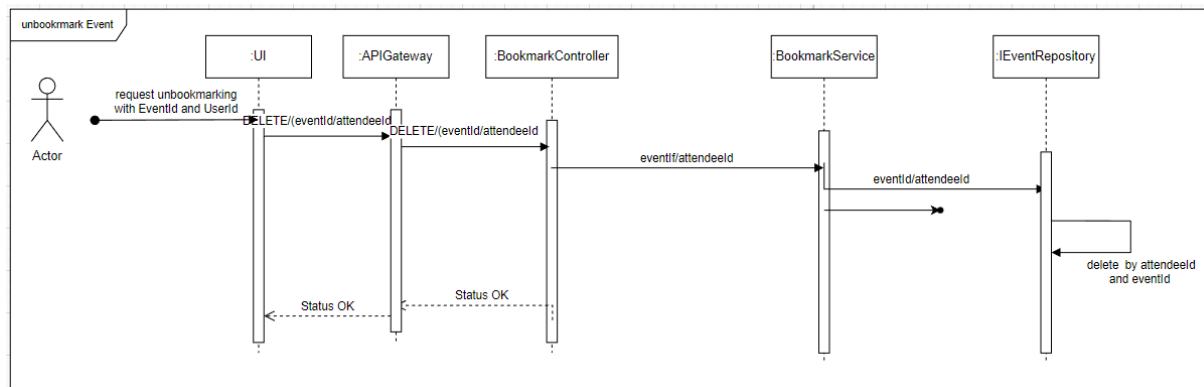 unbookrmark Event
:UI
:APIGateway
:BookmarkController
:BookmarkService
:IEventRepository
request unbookmarking
with EventId and UserId
Actor
DELETE/(eventId/attendeeId
DELETE/(eventId/attendeeId
eventIf/attendeeId
eventId/attendeeId
delete by attendeeId
and eventId
Status OK
Status OK